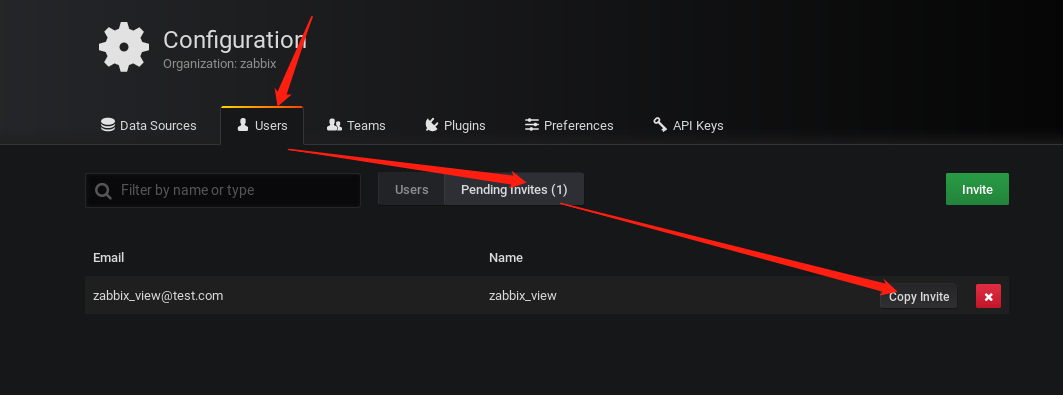 Configuration
Organization: zabbix
Data Sources Users Teams Plugins Preferences API Keys
Filter by name or type Users Pending Invites (1) Invite
Email Name
zabbix_view@test.com zabbix_view Copy Invite